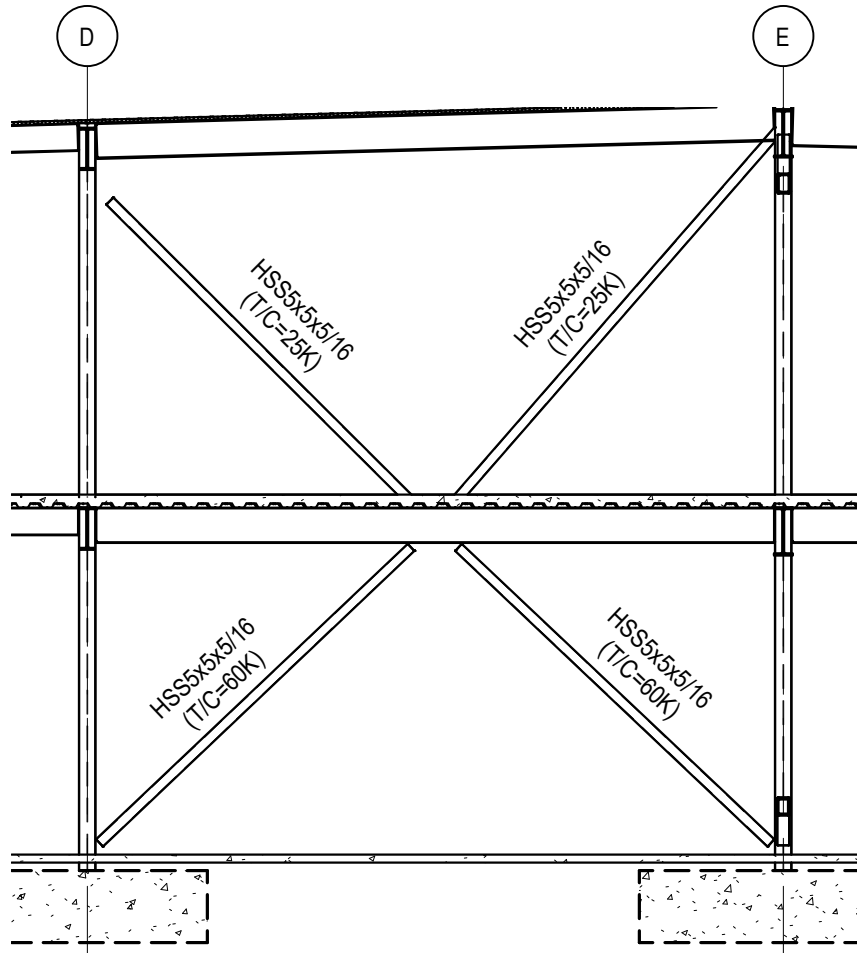 D
E
HSS5x5x5/16
(T/C=25K)
HSS5x5x5/16
(T/C=25K)
HSS5x5x5/16
(T/C=60K)
HSS5x5x5/16
(T/C=60K)